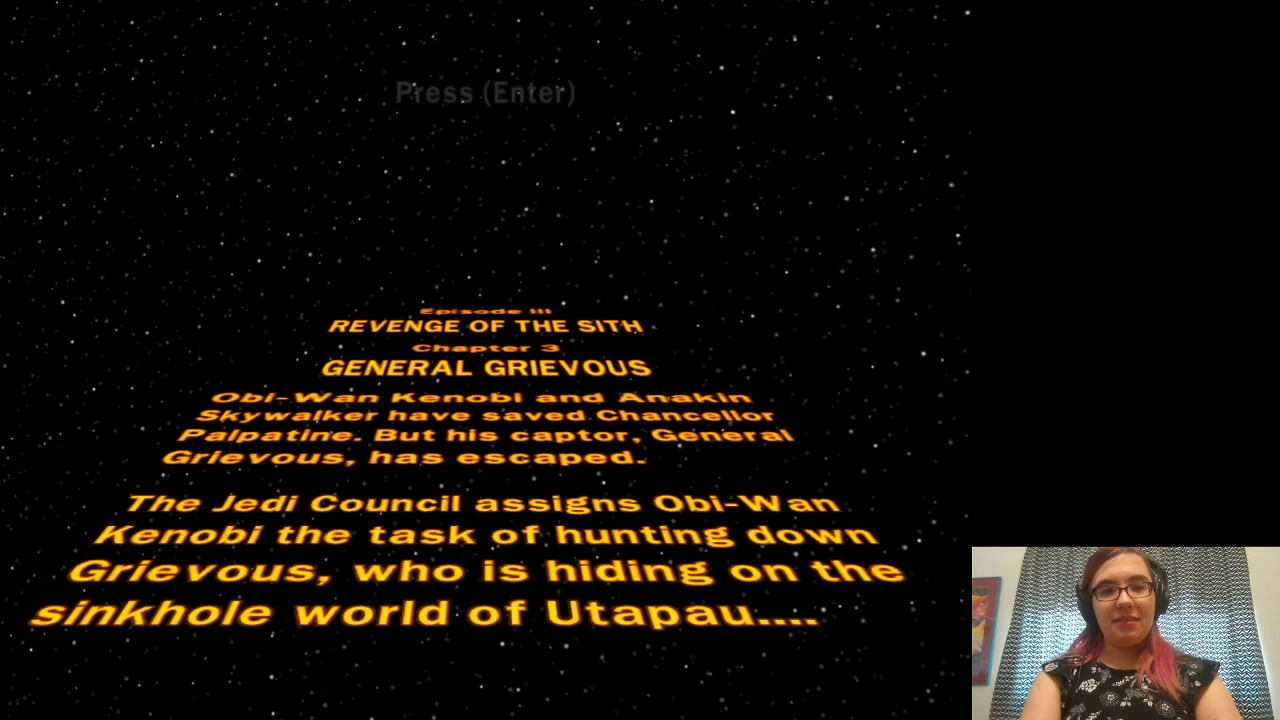 Press (Enter)
Episode III
REVENGE OF THE SITH
Chapter 3
GENERAL GRIEVOUS
Obi-Wan Kenobi and Anakin
Skywalker have saved Chancellor
Palpatine. But his captor, General
Grievous, has escaped.
The Jedi Council assigns Obi-Wan
Kenobi the task of hunting down
Grievous, who is hiding on the
sinkhole world of Utapau....